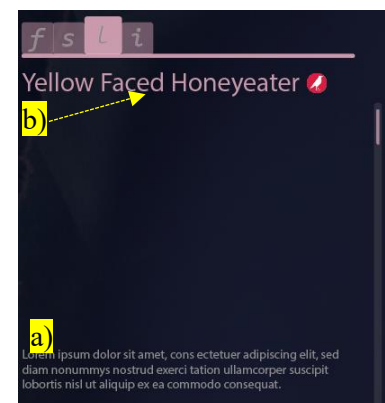 f s L i
Yellow Faced Honeyeater
b)
a)
Lorem ipsum dolor sit amet, cons ectetuer adipiscing elit, sed
diam nonummys nostrud exerci tation ullamcorper suscipit
lobortis nisl ut aliquip ex ea commodo consequat.